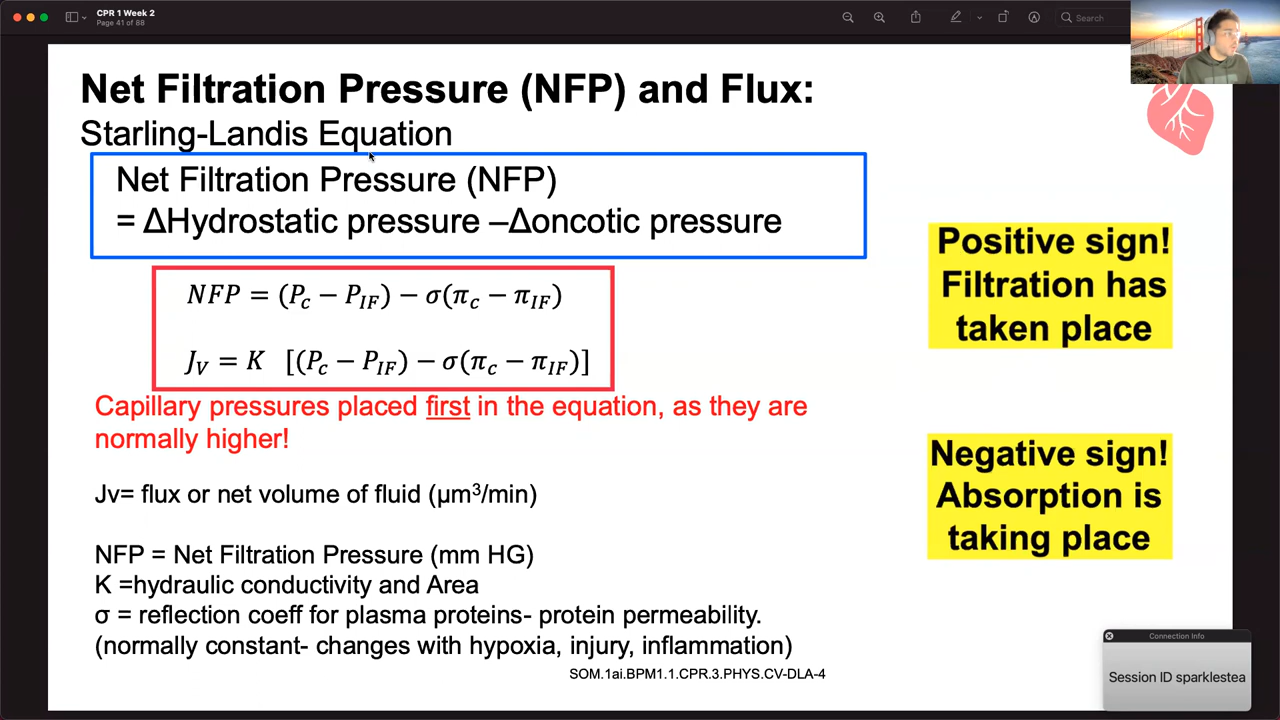 CPR 1 Week 2
Page 41 of 88
Search
Net Filtration Pressure (NFP) and Flux:
Starling-Landis Equation
Net Filtration Pressure (NFP)
= ΔHydrostatic pressure –Δoncotic pressure
NFP = (P_c − P_IF) − σ(π_c − π_IF)
J_V = K [(P_c − P_IF) − σ(π_c − π_IF)]
Capillary pressures placed first in the equation, as they are
normally higher!
Jv= flux or net volume of fluid (µm³/min)
NFP = Net Filtration Pressure (mm HG)
K =hydraulic conductivity and Area
σ = reflection coeff for plasma proteins- protein permeability.
(normally constant- changes with hypoxia, injury, inflammation)
SOM.1ai.BPM1.1.CPR.3.PHYS.CV-DLA-4
Positive sign!
Filtration has
taken place
Negative sign!
Absorption is
taking place
Connection Info
Session ID sparklestea